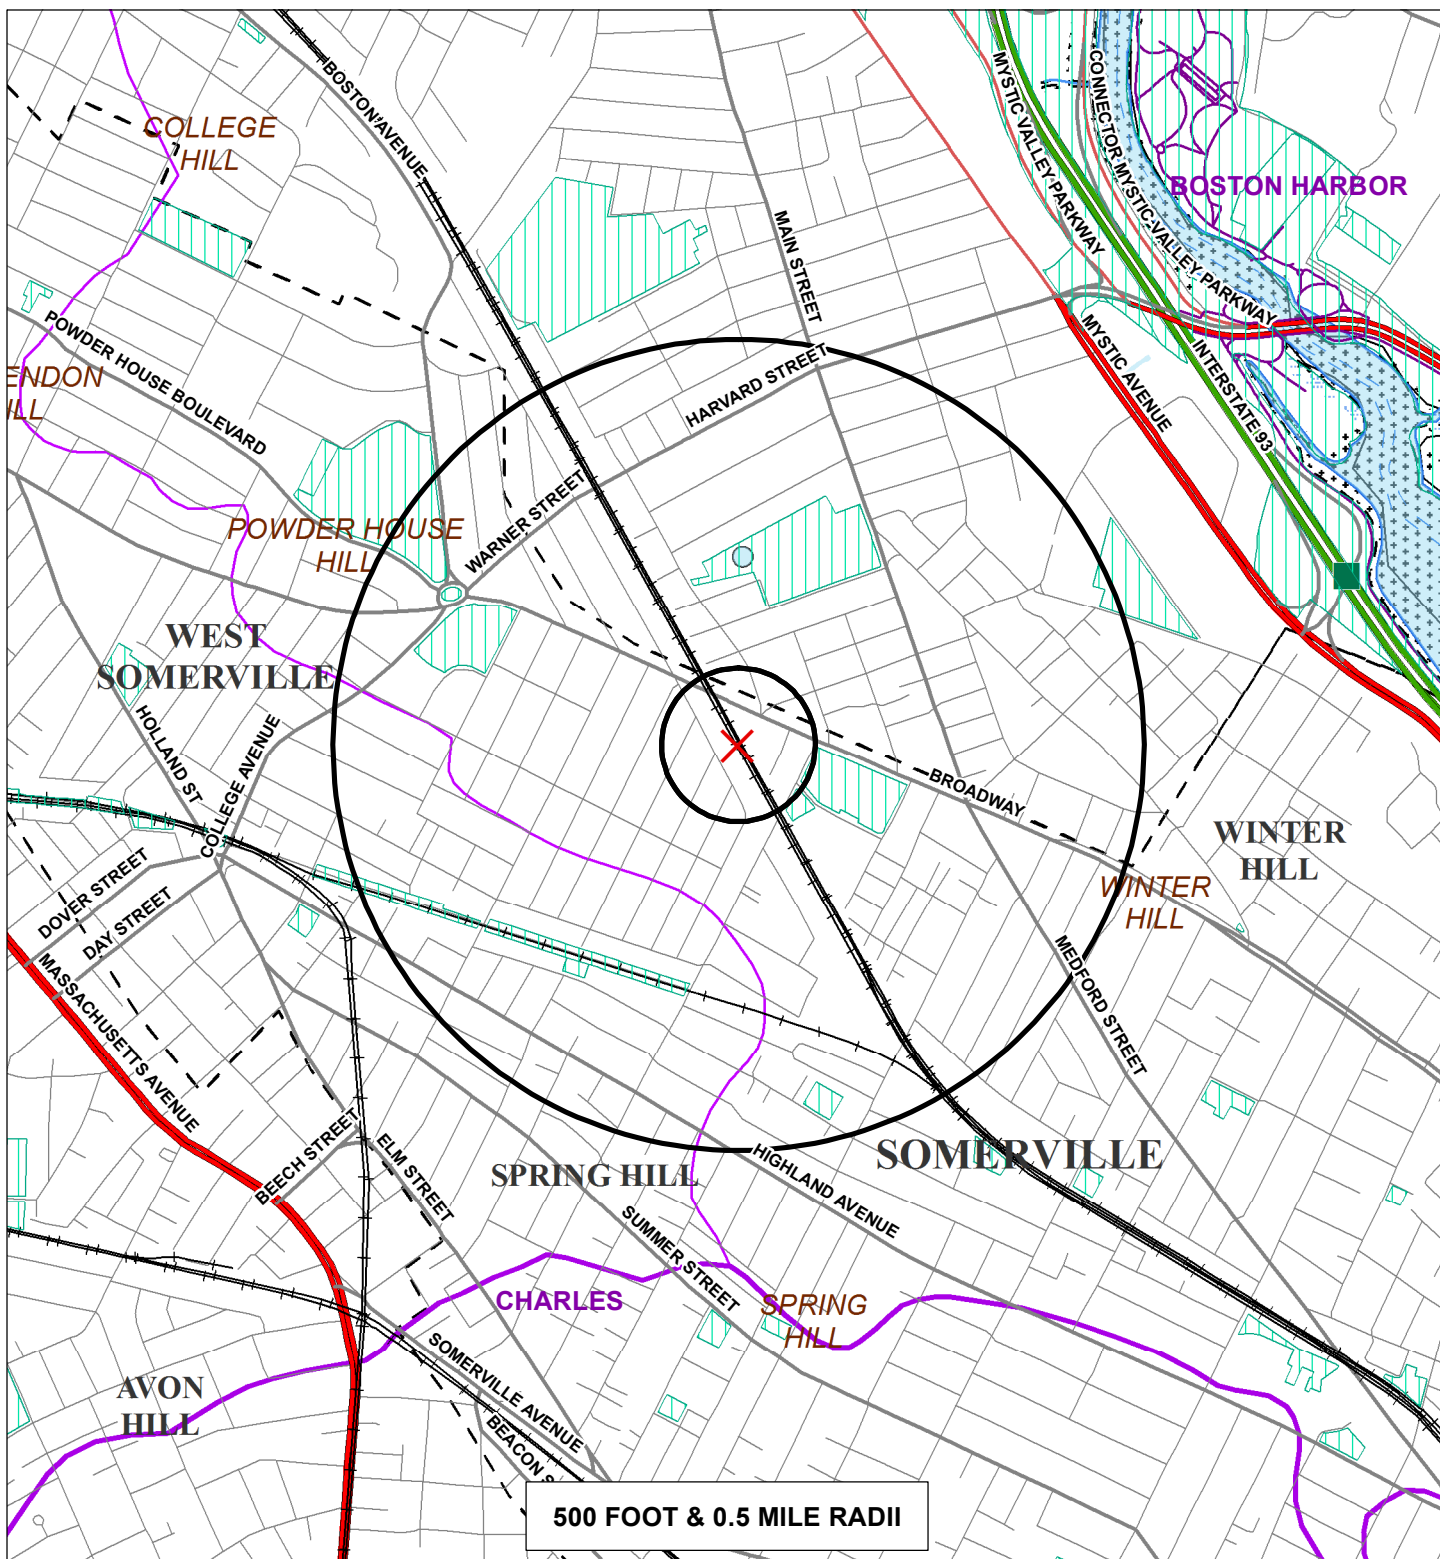 BOSTON AVENUE
COLLEGE
HILL
MAIN STREET
MYSTIC VALLEY PARKWAY
CONNECTOR MYSTIC VALLEY PARKWAY
BOSTON HARBOR
POWDER HOUSE BOULEVARD
ENDON
ILL
HARVARD STREET
MYSTIC AVENUE
INTERSTATE 93
POWDER HOUSE
HILL
WARNER STREET
WEST
SOMERVILLE
HOLLAND ST
COLLEGE AVENUE
BROADWAY
WINTER
HILL
WINTER
HILL
DOVER STREET
DAY STREET
MASSACHUSETTS AVENUE
MEDFORD STREET
BEECH STREET
ELM STREET
SPRING HILL
HIGHLAND AVENUE
SOMERVILLE
SUMMER STREET
CHARLES
SPRING
HILL
SOMERVILLE AVENUE
AVON
HILL
BEACON S
500 FOOT & 0.5 MILE RADII